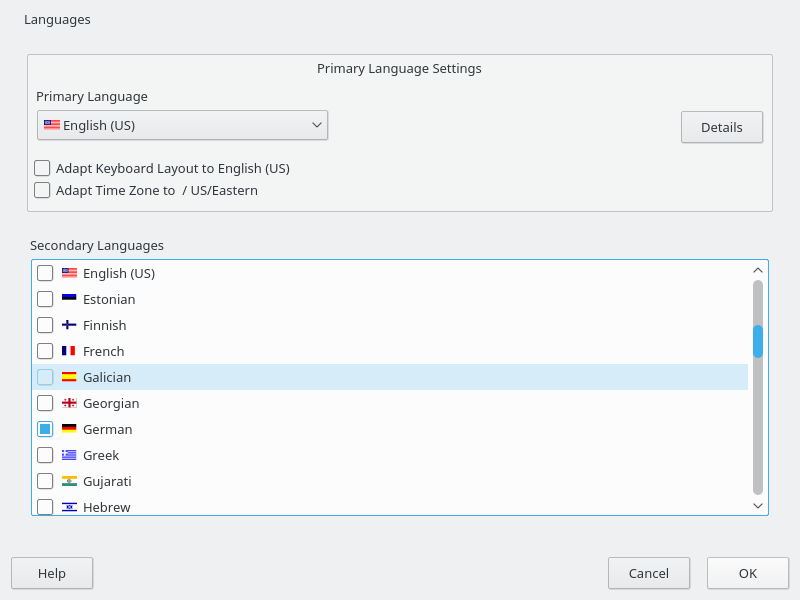 Languages
Primary Language Settings
Primary Language
English (US)
Details
Adapt Keyboard Layout to English (US)
Adapt Time Zone to  / US/Eastern
Secondary Languages
English (US)
Estonian
Finnish
French
Galician
Georgian
German
Greek
Gujarati
Hebrew
Help
Cancel
OK